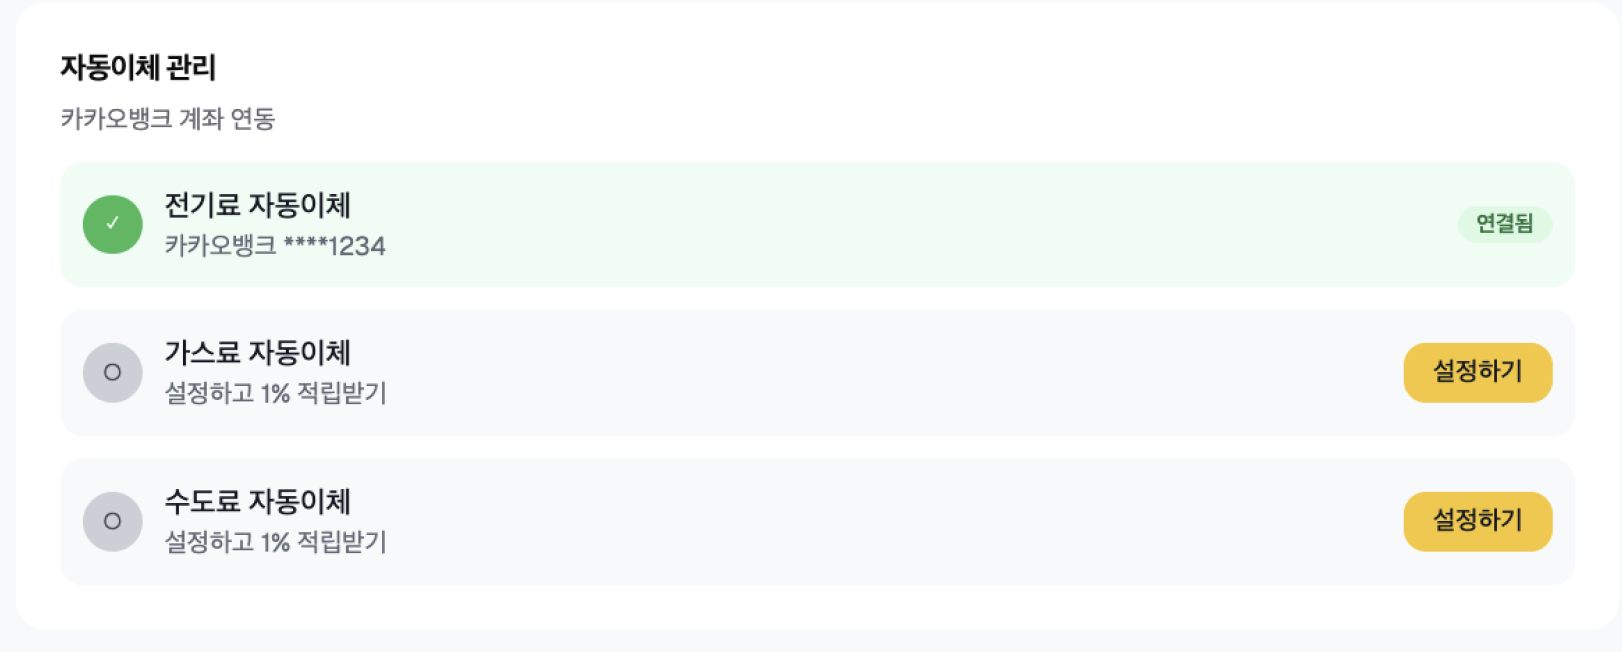 자동이체 관리
카카오뱅크 계좌 연동
✓
전기료 자동이체
카카오뱅크 ****1234
연결됨
○
가스료 자동이체
설정하고 1% 적립받기
설정하기
○
수도료 자동이체
설정하고 1% 적립받기
설정하기